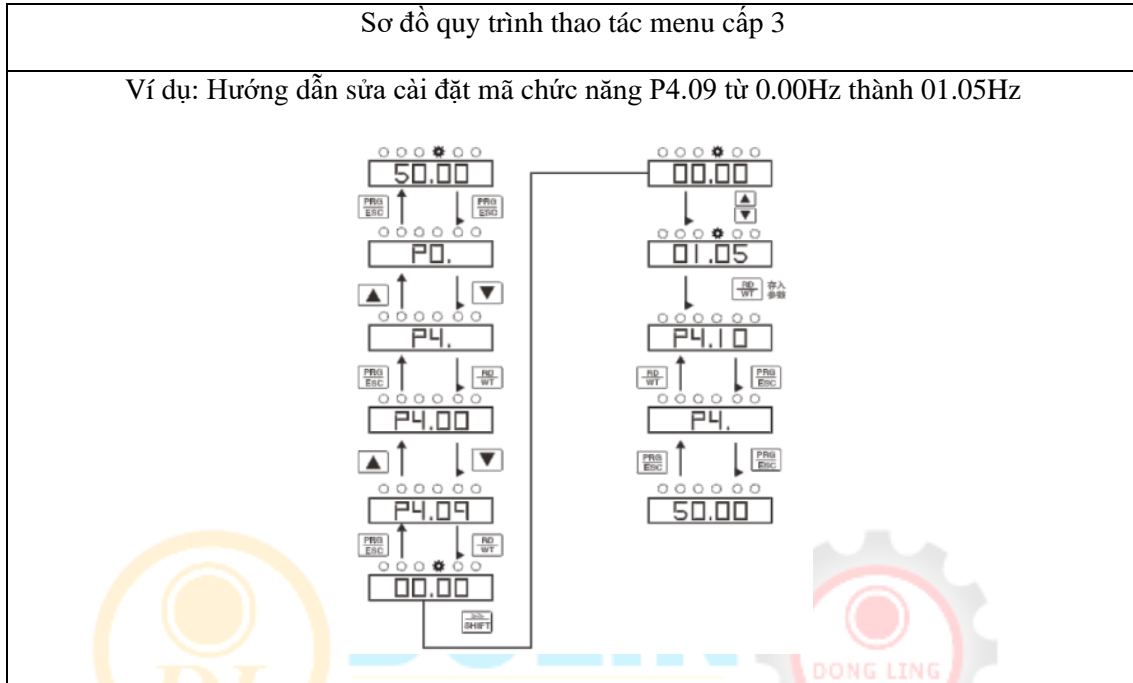 Sơ đồ quy trình thao tác menu cấp 3
Ví dụ: Hướng dẫn sửa cài đặt mã chức năng P4.09 từ 0.00Hz thành 01.05Hz
50.00
PRG
ESC
PRG
ESC
P0.
▲
▼
P4.
PRG
ESC
RD
WT
P4.00
▲
▼
P4.09
PRG
ESC
RD
WT
00.00
SHIFT
00.00
▲
▼
01.05
RD
WT
存入
参数
P4.10
RD
WT
PRG
ESC
P4.
PRG
ESC
PRG
ESC
50.00
DONG LING